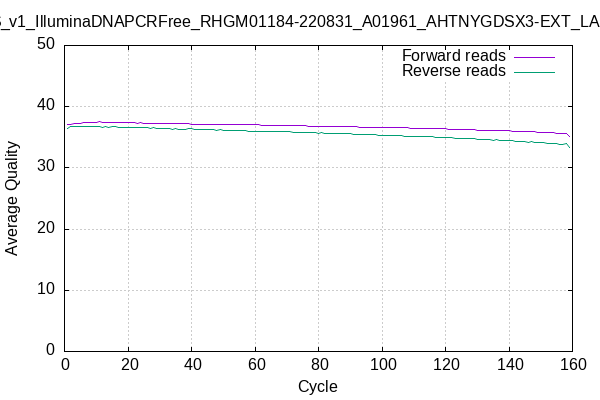 _v1_IlluminaDNAPCRFree_RHGM01184-220831_A01961_AHTNYGDSX3-EXT_LA
Forward reads
Reverse reads
50
40
30
20
10
0
Average Quality
0 20 40 60 80 100 120 140 160
Cycle